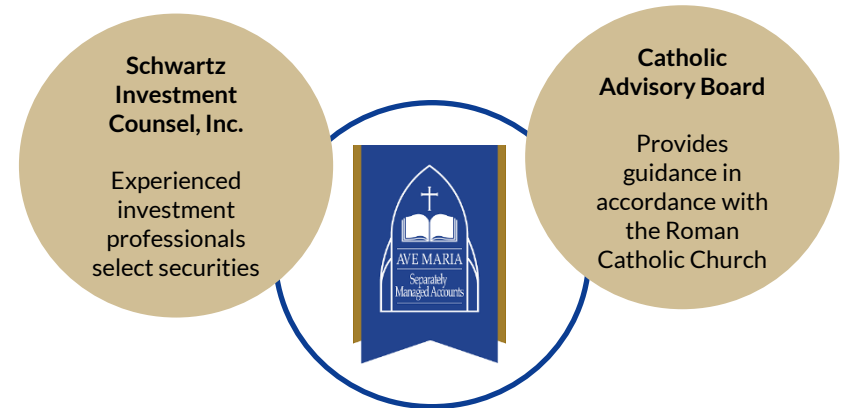 Schwartz
Investment
Counsel, Inc.
Experienced
investment
professionals
select securities
AVE MARIA
Separately
Managed Accounts
Catholic
Advisory Board
Provides
guidance in
accordance with
the Roman
Catholic Church